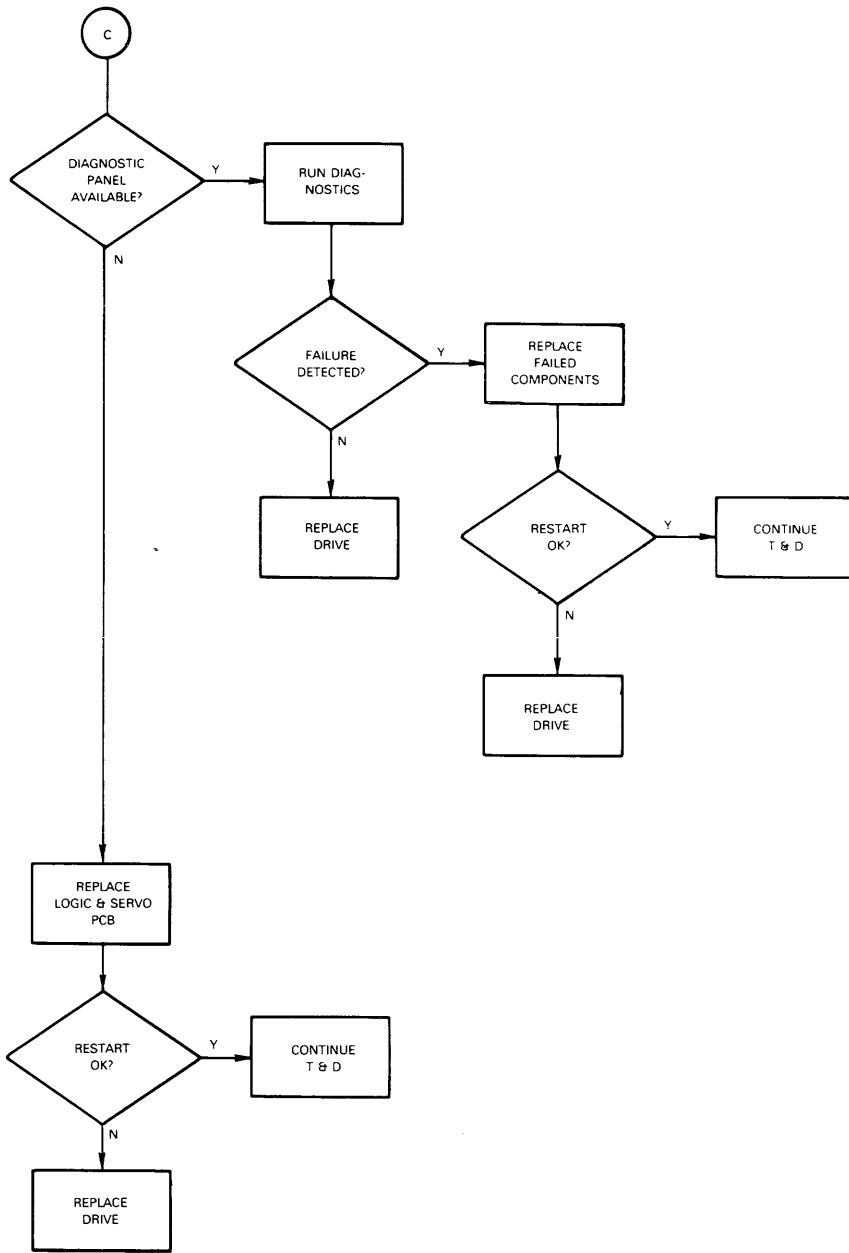 C
DIAGNOSTIC
PANEL
AVAILABLE?
Y
RUN DIAG-
NOSTICS
N
FAILURE
DETECTED?
Y
REPLACE
FAILED
COMPONENTS
N
REPLACE
DRIVE
RESTART
OK?
Y
CONTINUE
T & D
N
REPLACE
DRIVE
REPLACE
LOGIC & SERVO
PCB
RESTART
OK?
Y
CONTINUE
T & D
N
REPLACE
DRIVE